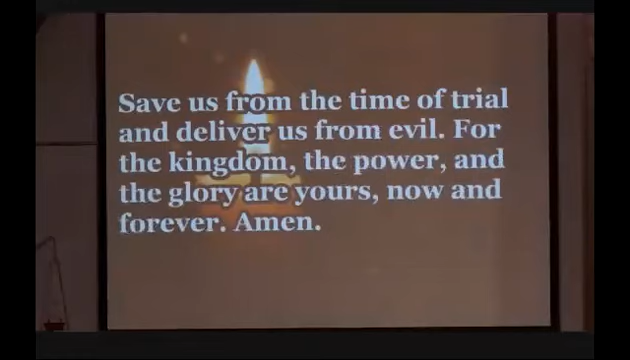 Save us from the time of trial
and deliver us from evil. For
the kingdom, the power, and
the glory are yours, now and
forever. Amen.